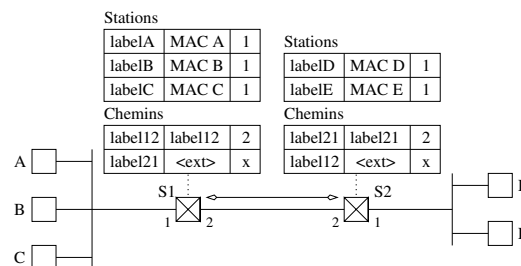 Stations
labelA MAC A 1
labelB MAC B 1
labelC MAC C 1
Chemins
label12 label12 2
label21 <ext> x
Stations
labelD MAC D 1
labelE MAC E 1
Chemins
label21 label21 2
label12 <ext> x
A
B
C
S1
1 2
S2
2 1